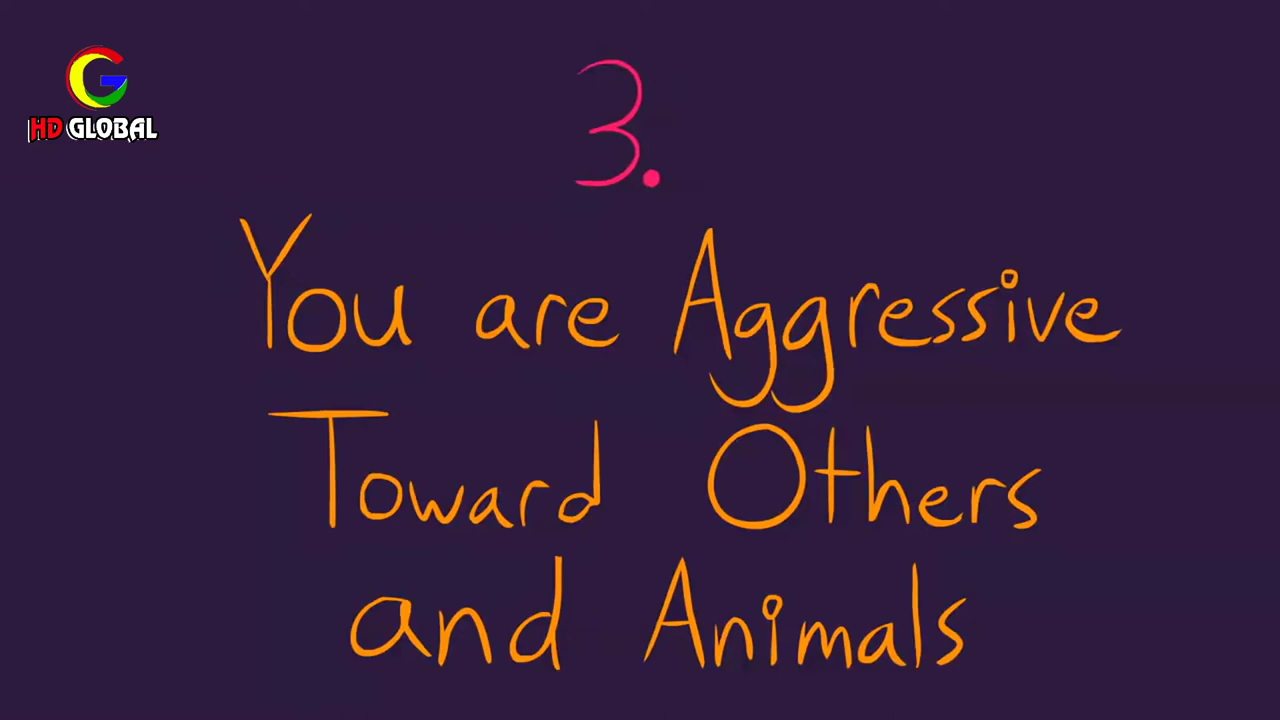 HD GLOBAL
3.
You are Aggressive
Toward Others
and Animals